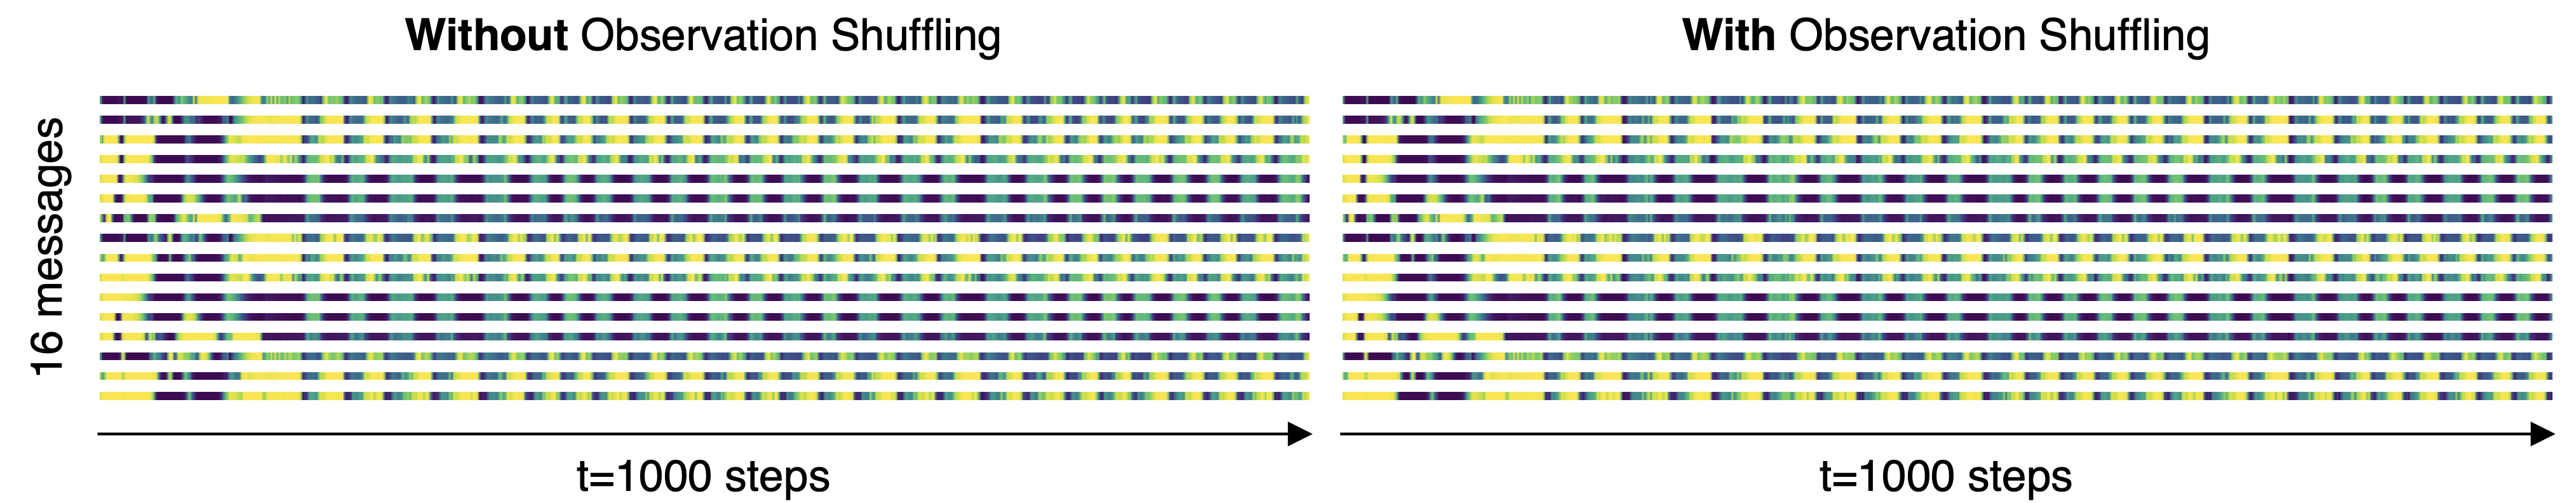 Without Observation Shuffling
With Observation Shuffling
16 messages
t=1000 steps
t=1000 steps